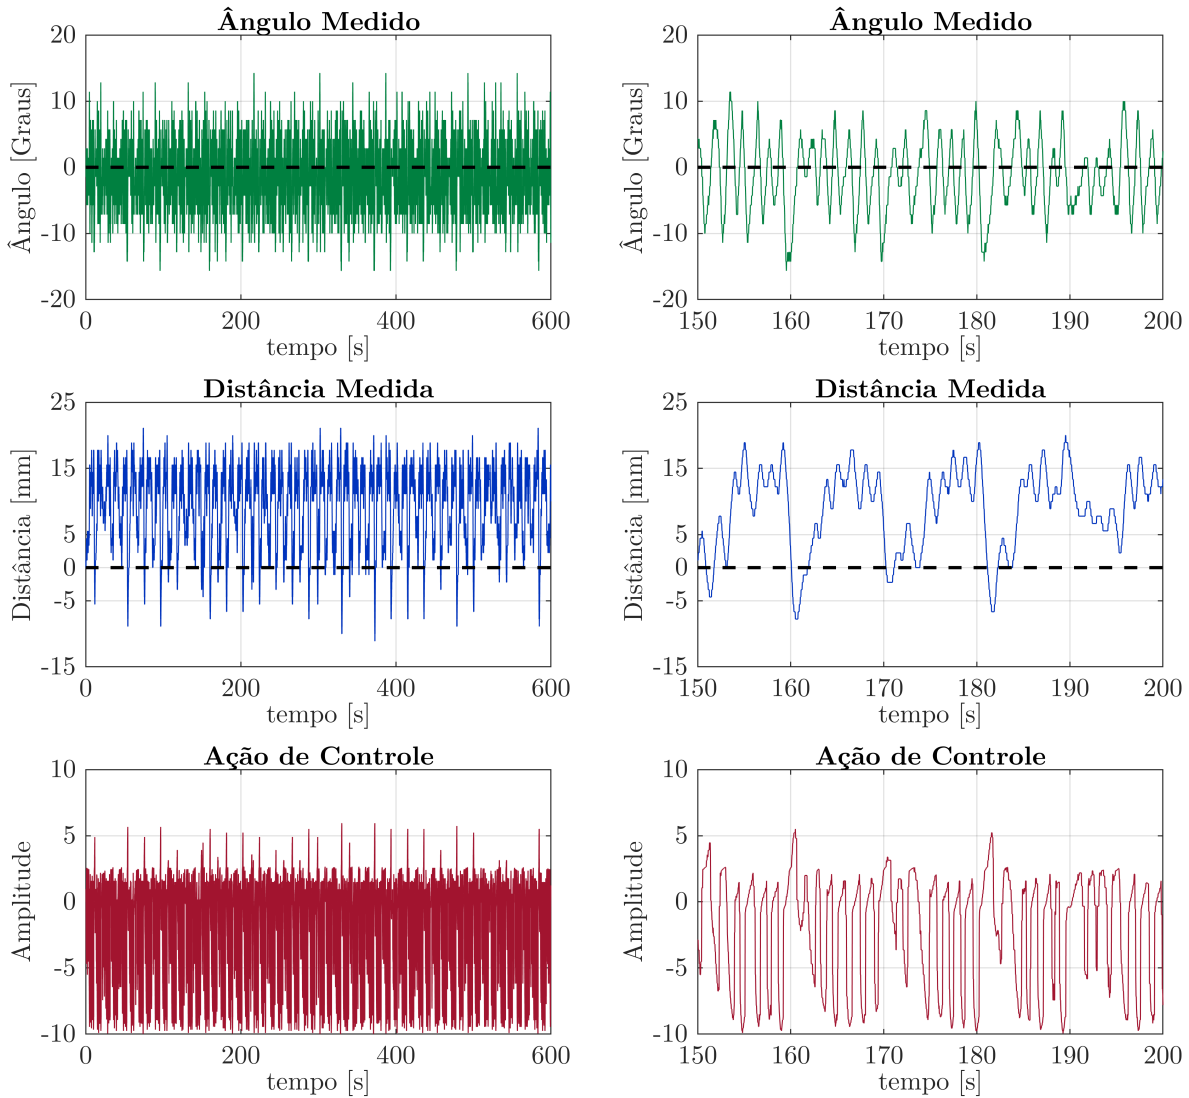 Ângulo Medido
Ângulo [Graus]
20
10
0
-10
-20
0 200 400 600
tempo [s]
Ângulo Medido
Ângulo [Graus]
20
10
0
-10
-20
150 160 170 180 190 200
tempo [s]
Distância Medida
Distância [mm]
25
15
5
0
-5
-15
0 200 400 600
tempo [s]
Distância Medida
Distância [mm]
25
15
5
0
-5
-15
150 160 170 180 190 200
tempo [s]
Ação de Controle
Amplitude
10
5
0
-5
-10
0 200 400 600
tempo [s]
Ação de Controle
Amplitude
10
5
0
-5
-10
150 160 170 180 190 200
tempo [s]